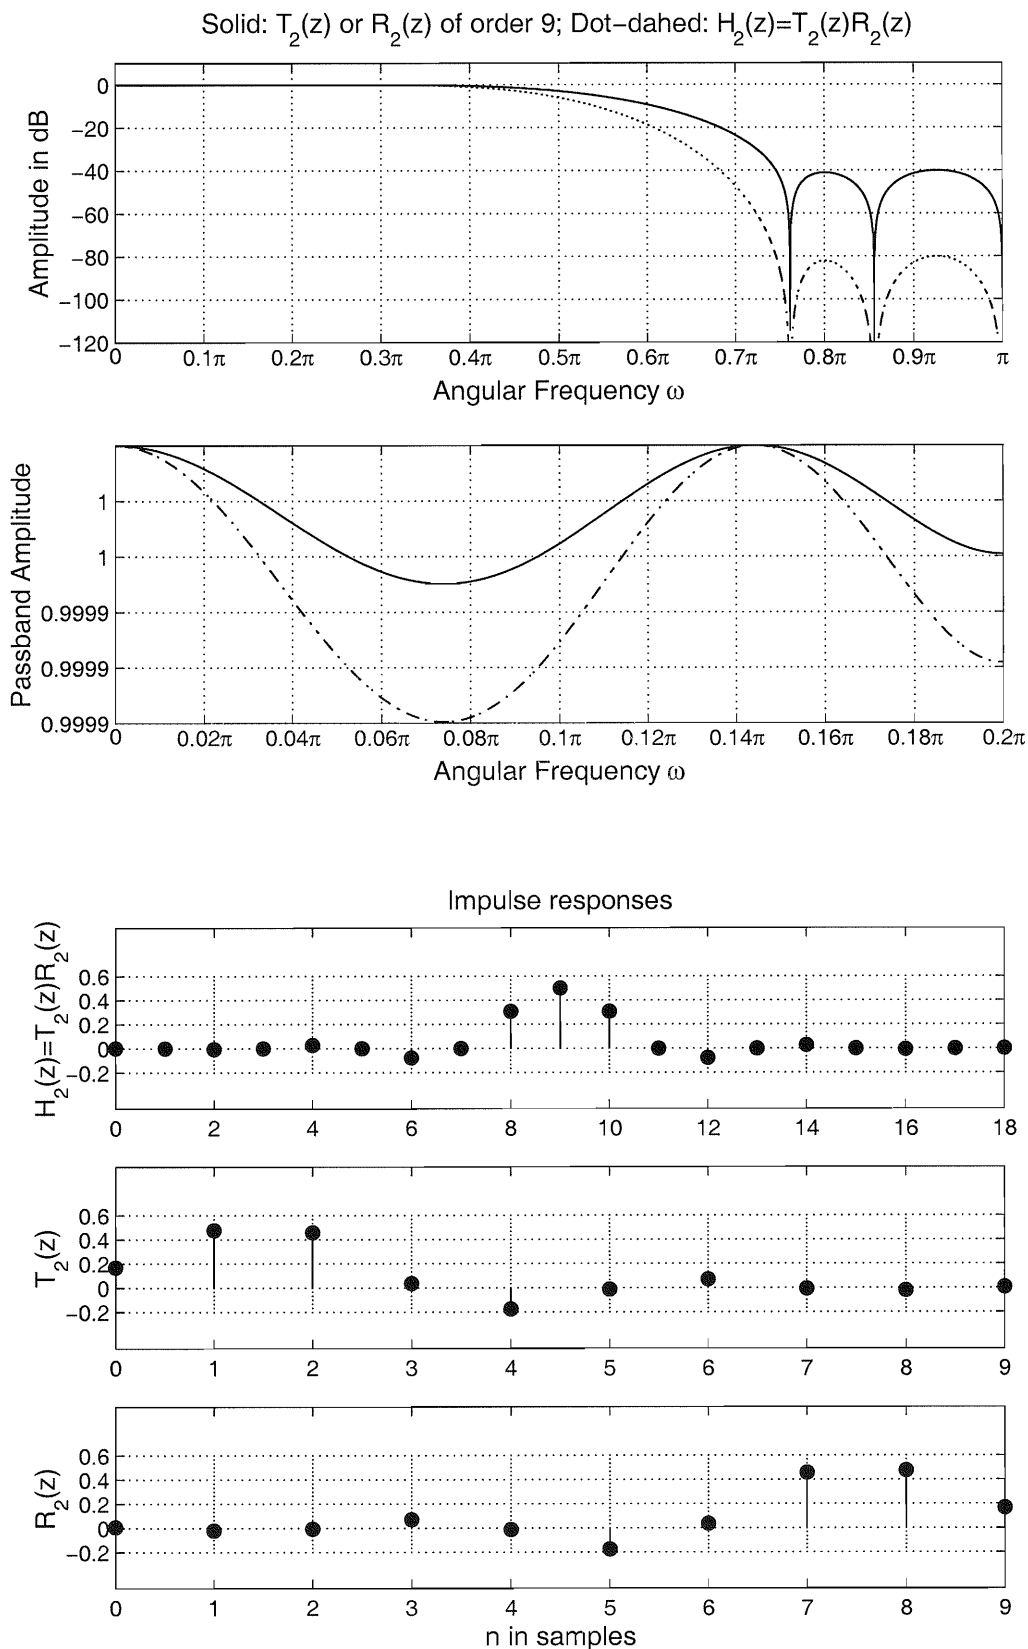 Solid: T2(z) or R2(z) of order 9; Dot−dahed: H2(z)=T2(z)R2(z)
Amplitude in dB
0
−20
−40
−60
−80
−100
−120
0 0.1π 0.2π 0.3π 0.4π 0.5π 0.6π 0.7π 0.8π 0.9π π
Angular Frequency ω
Passband Amplitude
1
1
0.9999
0.9999
0.9999
0 0.02π 0.04π 0.06π 0.08π 0.1π 0.12π 0.14π 0.16π 0.18π 0.2π
Angular Frequency ω
Impulse responses
H2(z)=T2(z)R2(z)
0.6
0.4
0.2
0
−0.2
0 2 4 6 8 10 12 14 16 18
T2(z)
0.6
0.4
0.2
0
−0.2
0 1 2 3 4 5 6 7 8 9
R2(z)
0.6
0.4
0.2
0
−0.2
0 1 2 3 4 5 6 7 8 9
n in samples